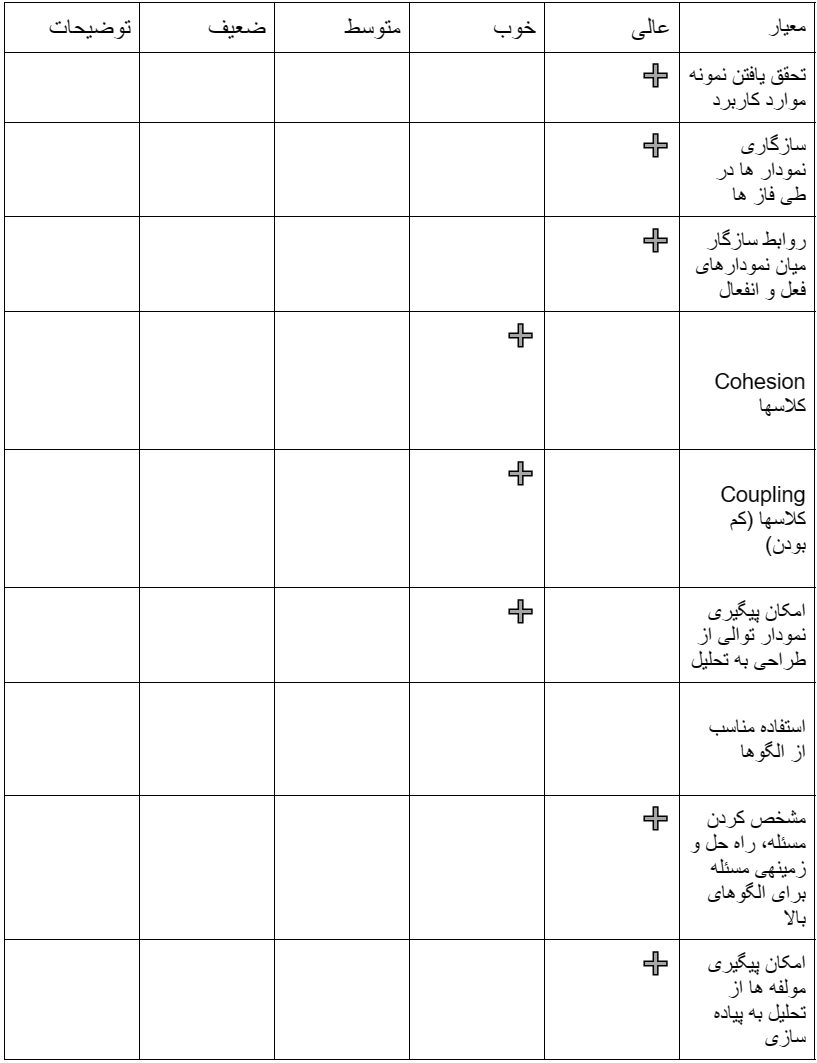 معیار عالی خوب متوسط ضعیف توضیحات
تحقق یافتن نمونه
موارد کاربرد
سازگاری
نمودار ها در
طی فاز ها
روابط سازگار
میان نمودارهای
فعل و انفعال
Cohesion
کلاسها
Coupling
کلاسها (کم
بودن)
امکان پیگیری
نمودار توالی از
طراحی به تحلیل
استفاده مناسب
از الگوها
مشخص کردن
مسئله، راه حل و
زمینهی مسئله
برای الگوهای
بالا
امکان پیگیری
مولفه ها از
تحلیل به پیاده
سازی